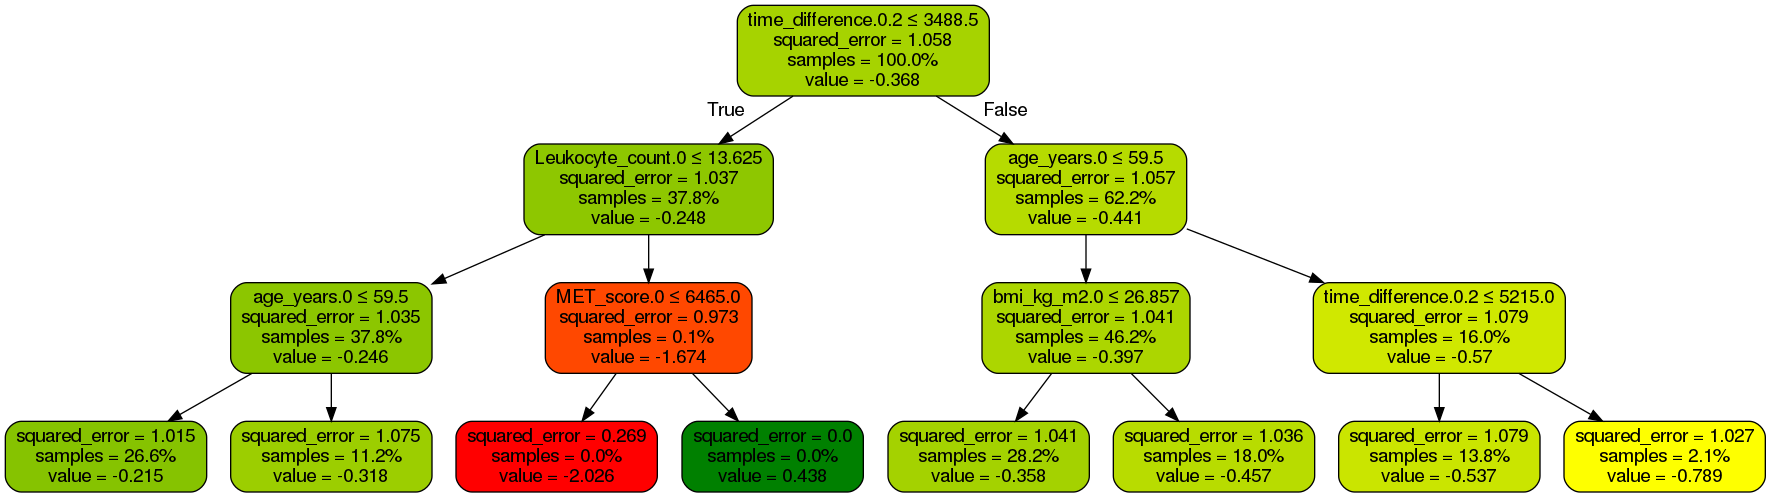 time_difference.0.2 ≤ 3488.5
squared_error = 1.058
samples = 100.0%
value = -0.368
True
False
Leukocyte_count.0 ≤ 13.625
squared_error = 1.037
samples = 37.8%
value = -0.248
age_years.0 ≤ 59.5
squared_error = 1.057
samples = 62.2%
value = -0.441
age_years.0 ≤ 59.5
squared_error = 1.035
samples = 37.8%
value = -0.246
MET_score.0 ≤ 6465.0
squared_error = 0.973
samples = 0.1%
value = -1.674
bmi_kg_m2.0 ≤ 26.857
squared_error = 1.041
samples = 46.2%
value = -0.397
time_difference.0.2 ≤ 5215.0
squared_error = 1.079
samples = 16.0%
value = -0.57
squared_error = 1.015
samples = 26.6%
value = -0.215
squared_error = 1.075
samples = 11.2%
value = -0.318
squared_error = 0.269
samples = 0.0%
value = -2.026
squared_error = 0.0
samples = 0.0%
value = 0.438
squared_error = 1.041
samples = 28.2%
value = -0.358
squared_error = 1.036
samples = 18.0%
value = -0.457
squared_error = 1.079
samples = 13.8%
value = -0.537
squared_error = 1.027
samples = 2.1%
value = -0.789